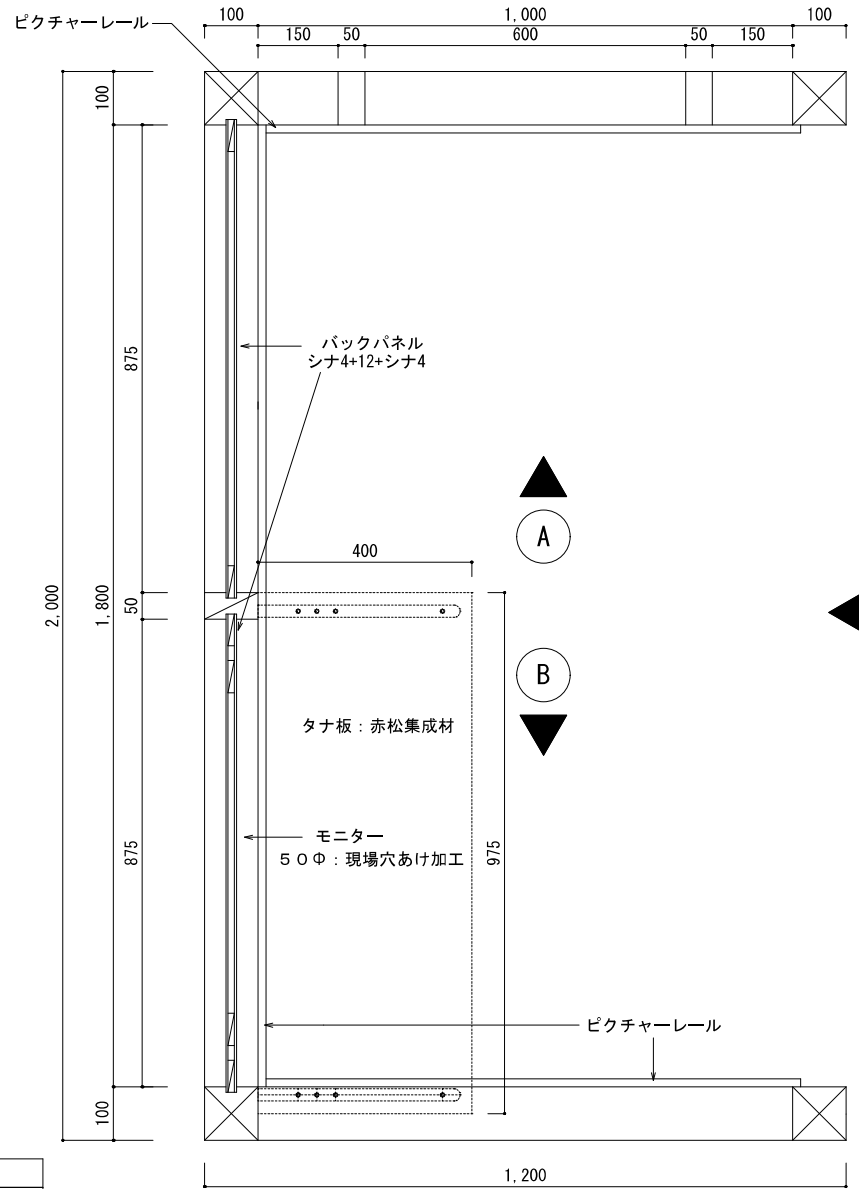 ピクチャーレール
100
1,000
100
150
50
600
50
150
100
875
バックパネル
シナ4+12+シナ4
400
A
2,000
1,800
50
B
タナ板：赤松集成材
モニター
５０Φ：現場穴あけ加工
875
975
ピクチャーレール
100
1,200